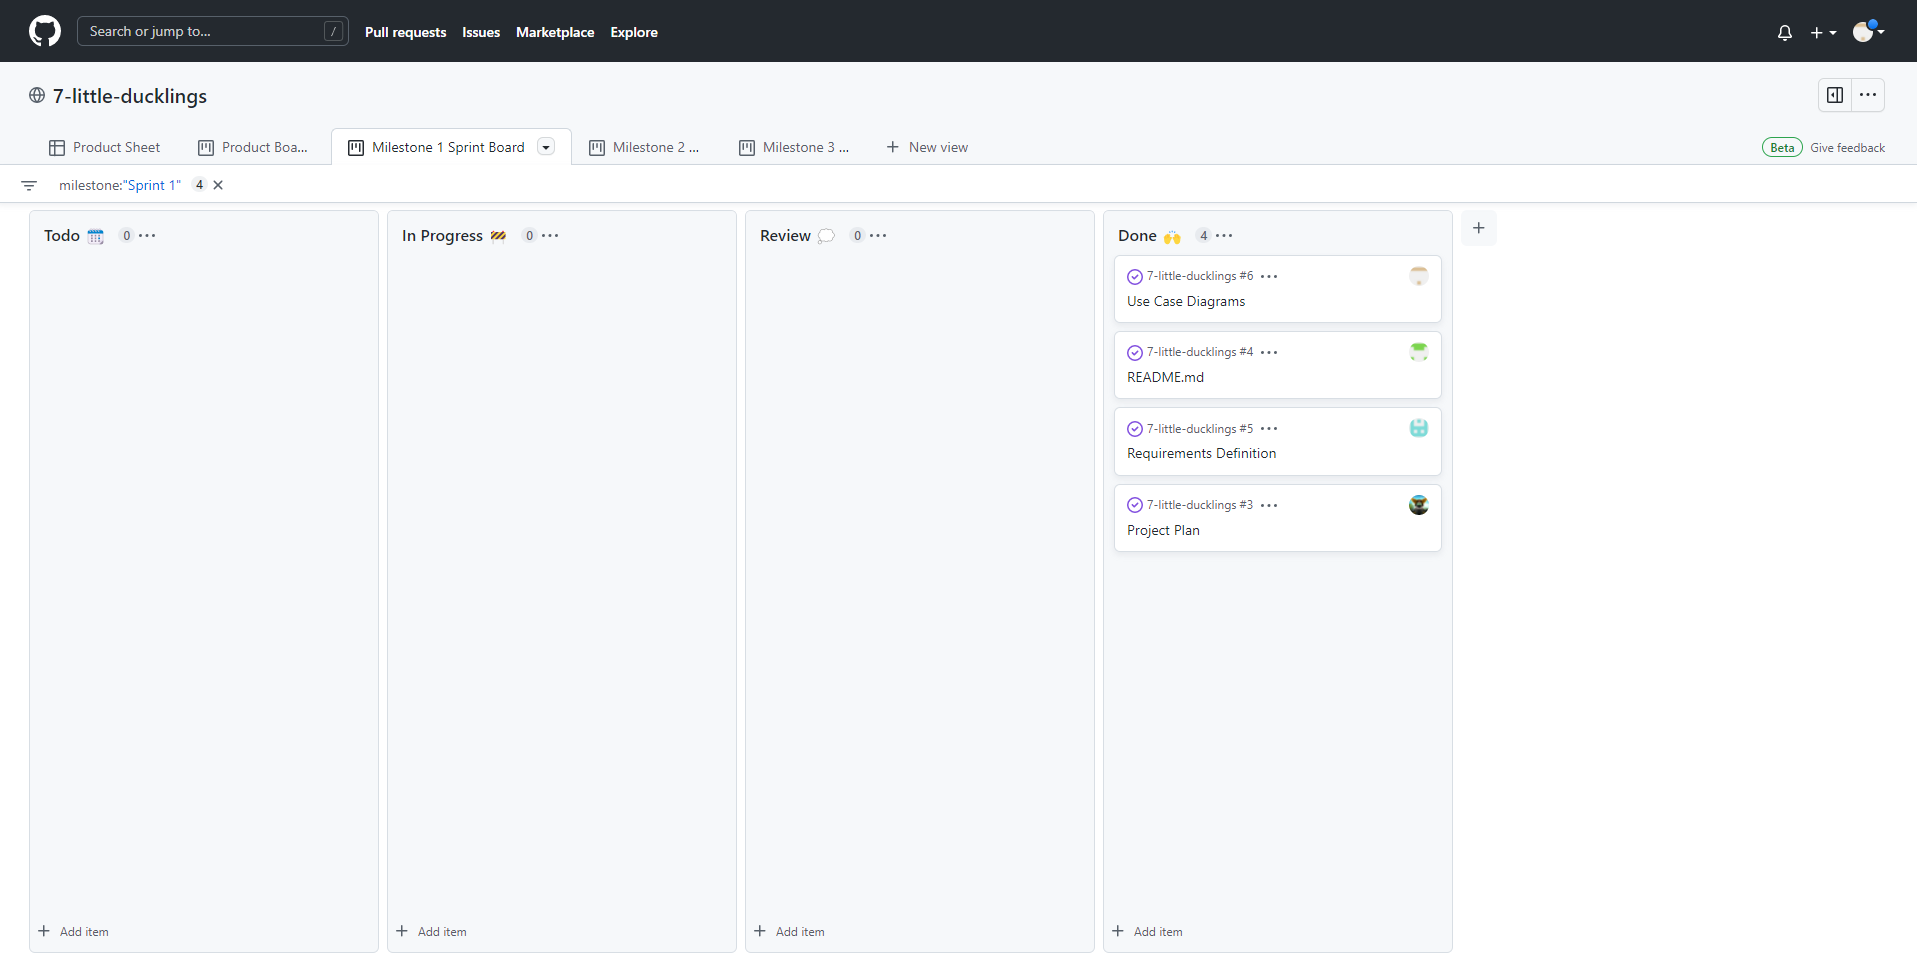 Search or jump to... / Pull requests Issues Marketplace Explore
7-little-ducklings
Product Sheet Product Boa... Milestone 1 Sprint Board Milestone 2 ... Milestone 3 ... New view Beta Give feedback
milestone:"Sprint 1" 4
Todo 0 In Progress 0 Review 0 Done 4
7-little-ducklings #6
Use Case Diagrams
7-little-ducklings #4
README.md
7-little-ducklings #5
Requirements Definition
7-little-ducklings #3
Project Plan
Add item Add item Add item Add item